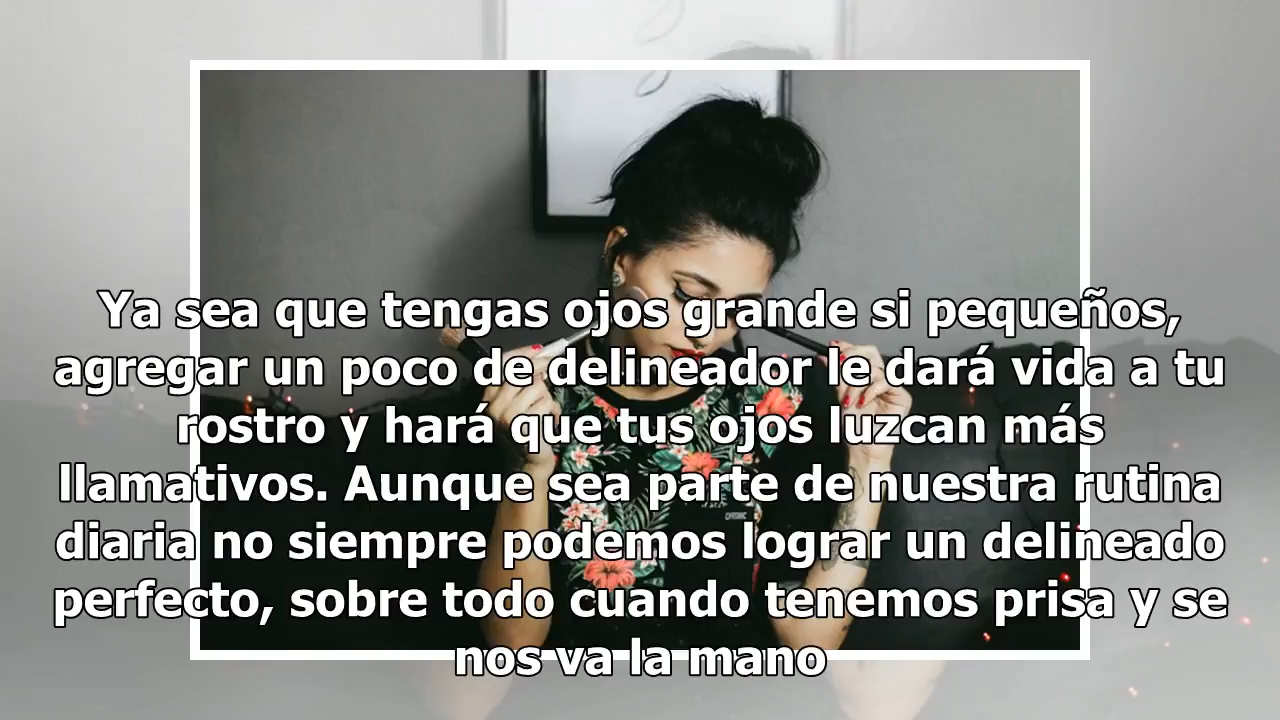 Ya sea que tengas ojos grande si pequeños,
agregar un poco de delineador le dará vida a tu
rostro y hará que tus ojos luzcan más
llamativos. Aunque sea parte de nuestra rutina
diaria no siempre podemos lograr un delineado
perfecto, sobre todo cuando tenemos prisa y se
nos va la mano